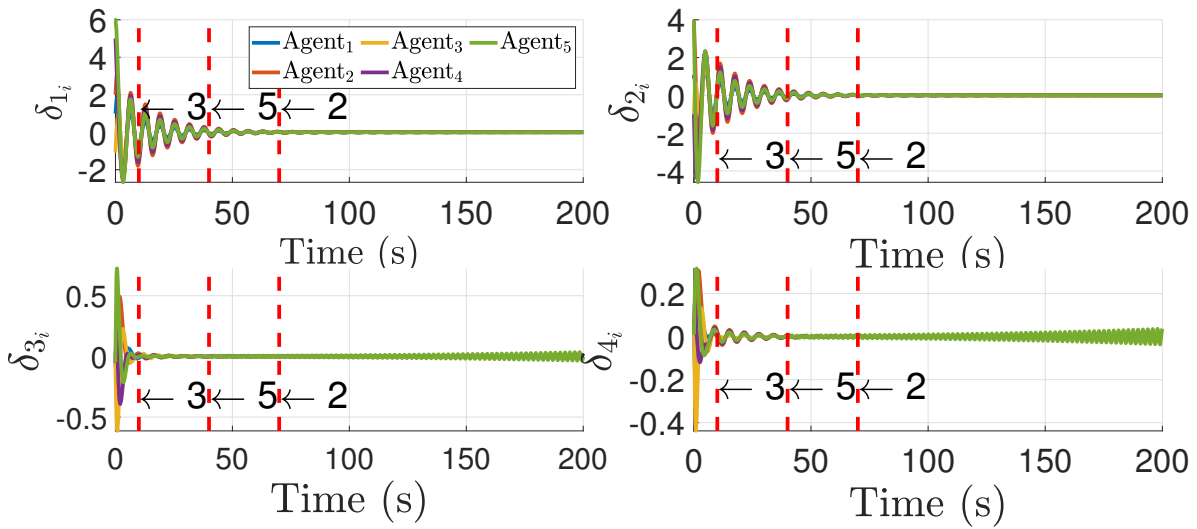 6
4
2
0
-2
δ1i
Agent1 Agent3 Agent5
Agent2 Agent4
← 3 ← 5 ← 2
0 50 100 150 200
Time (s)
4
2
0
-2
-4
δ2i
← 3 ← 5 ← 2
0 50 100 150 200
Time (s)
0.5
0
-0.5
δ3i
← 3 ← 5 ← 2
0 50 100 150 200
Time (s)
0.2
0
-0.2
-0.4
δ4i
← 3 ← 5 ← 2
0 50 100 150 200
Time (s)